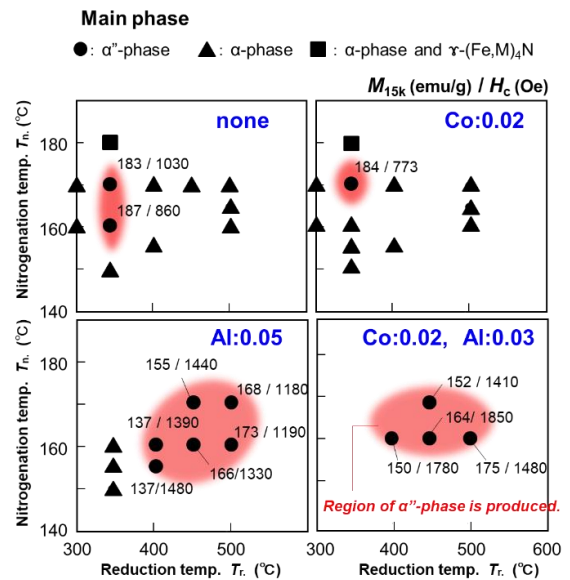 Main phase
●: α”-phase ▲: α-phase ■: α-phase and ɤ-(Fe,M)4N
M15k (emu/g) / Hc (Oe)
none
Nitrogenation temp. Tn. (°C)
180
160
140
183 / 1030
187 / 860
Co:0.02
184 / 773
Al:0.05
Nitrogenation temp. Tn. (°C)
180
160
140
155 / 1440
168 / 1180
137 / 1390
173 / 1190
166/1330
137/1480
300
400
500
Reduction temp. Tr. (°C)
Co:0.02, Al:0.03
152 / 1410
164/ 1850
150 / 1780
175 / 1480
Region of α”-phase is produced.
300
400
500
600
Reduction temp. Tr. (°C)